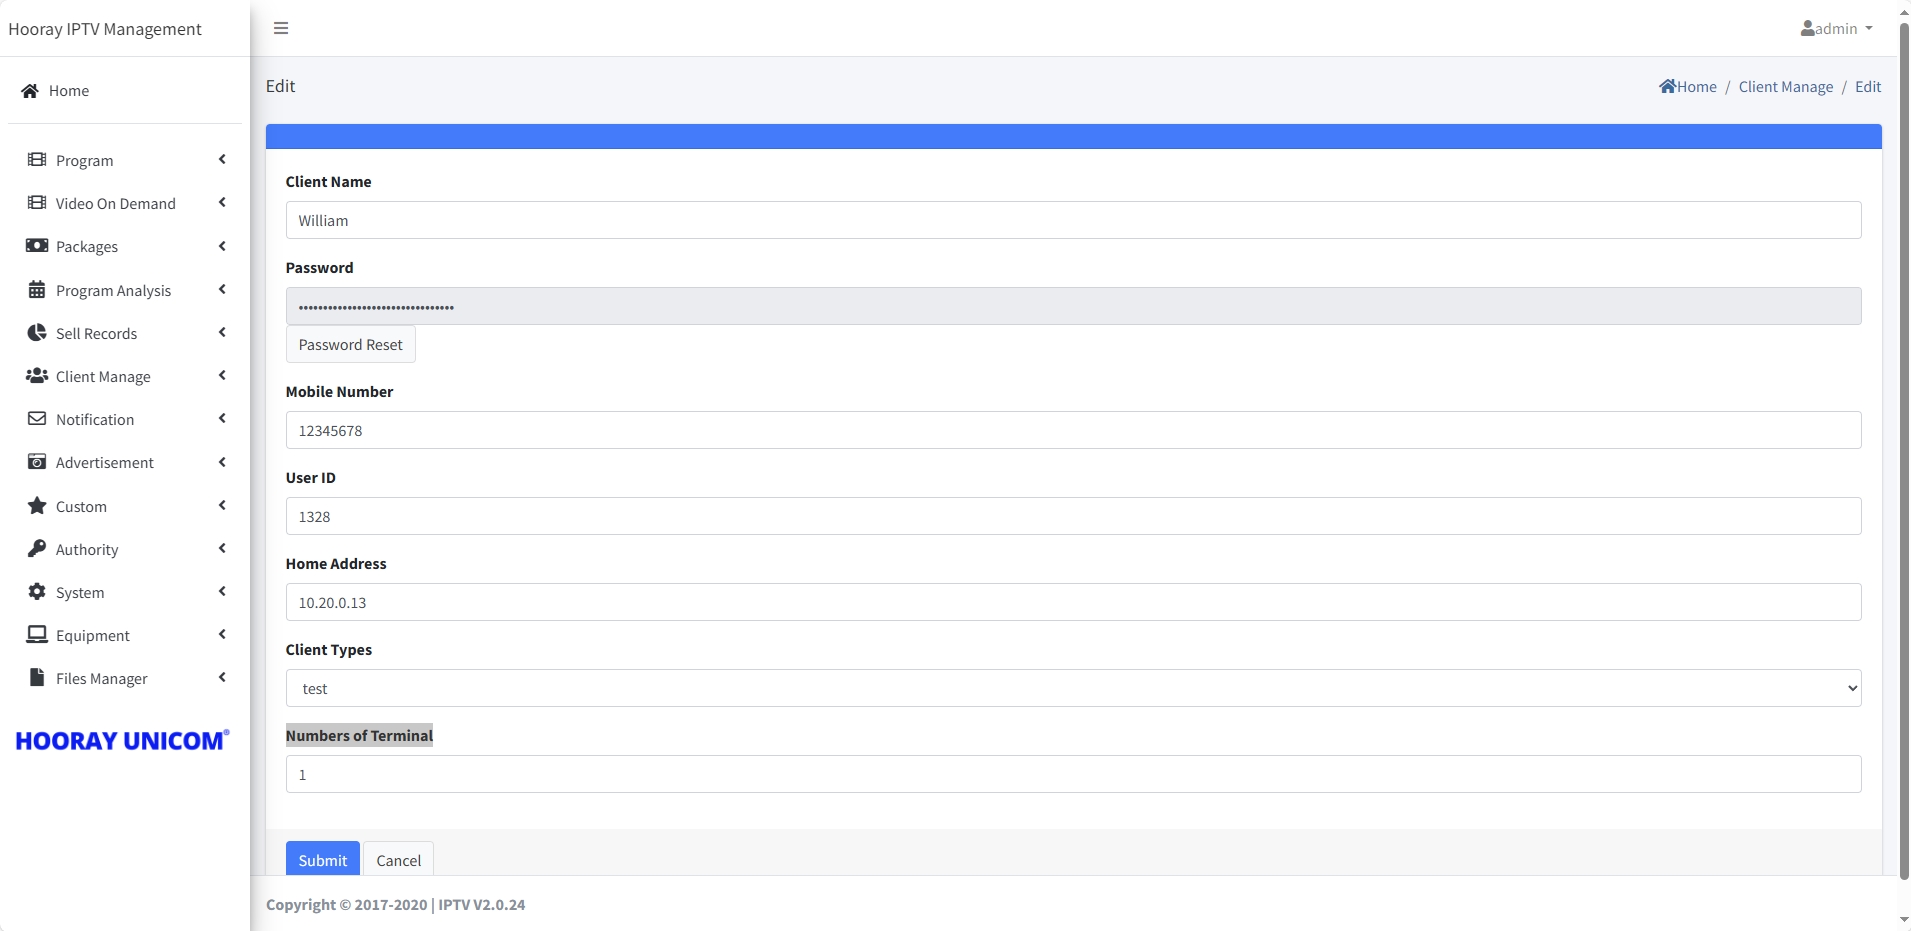 Hooray IPTV Management
admin
Home
Edit
Home / Client Manage / Edit
Program
Video On Demand
Packages
Program Analysis
Sell Records
Client Manage
Notification
Advertisement
Custom
Authority
System
Equipment
Files Manager
HOORAY UNICOM®
Client Name
William
Password
••••••••••••••••••••••••••••••••
Password Reset
Mobile Number
12345678
User ID
1328
Home Address
10.20.0.13
Client Types
test
Numbers of Terminal
1
Submit
Cancel
Copyright © 2017-2020 | IPTV V2.0.24